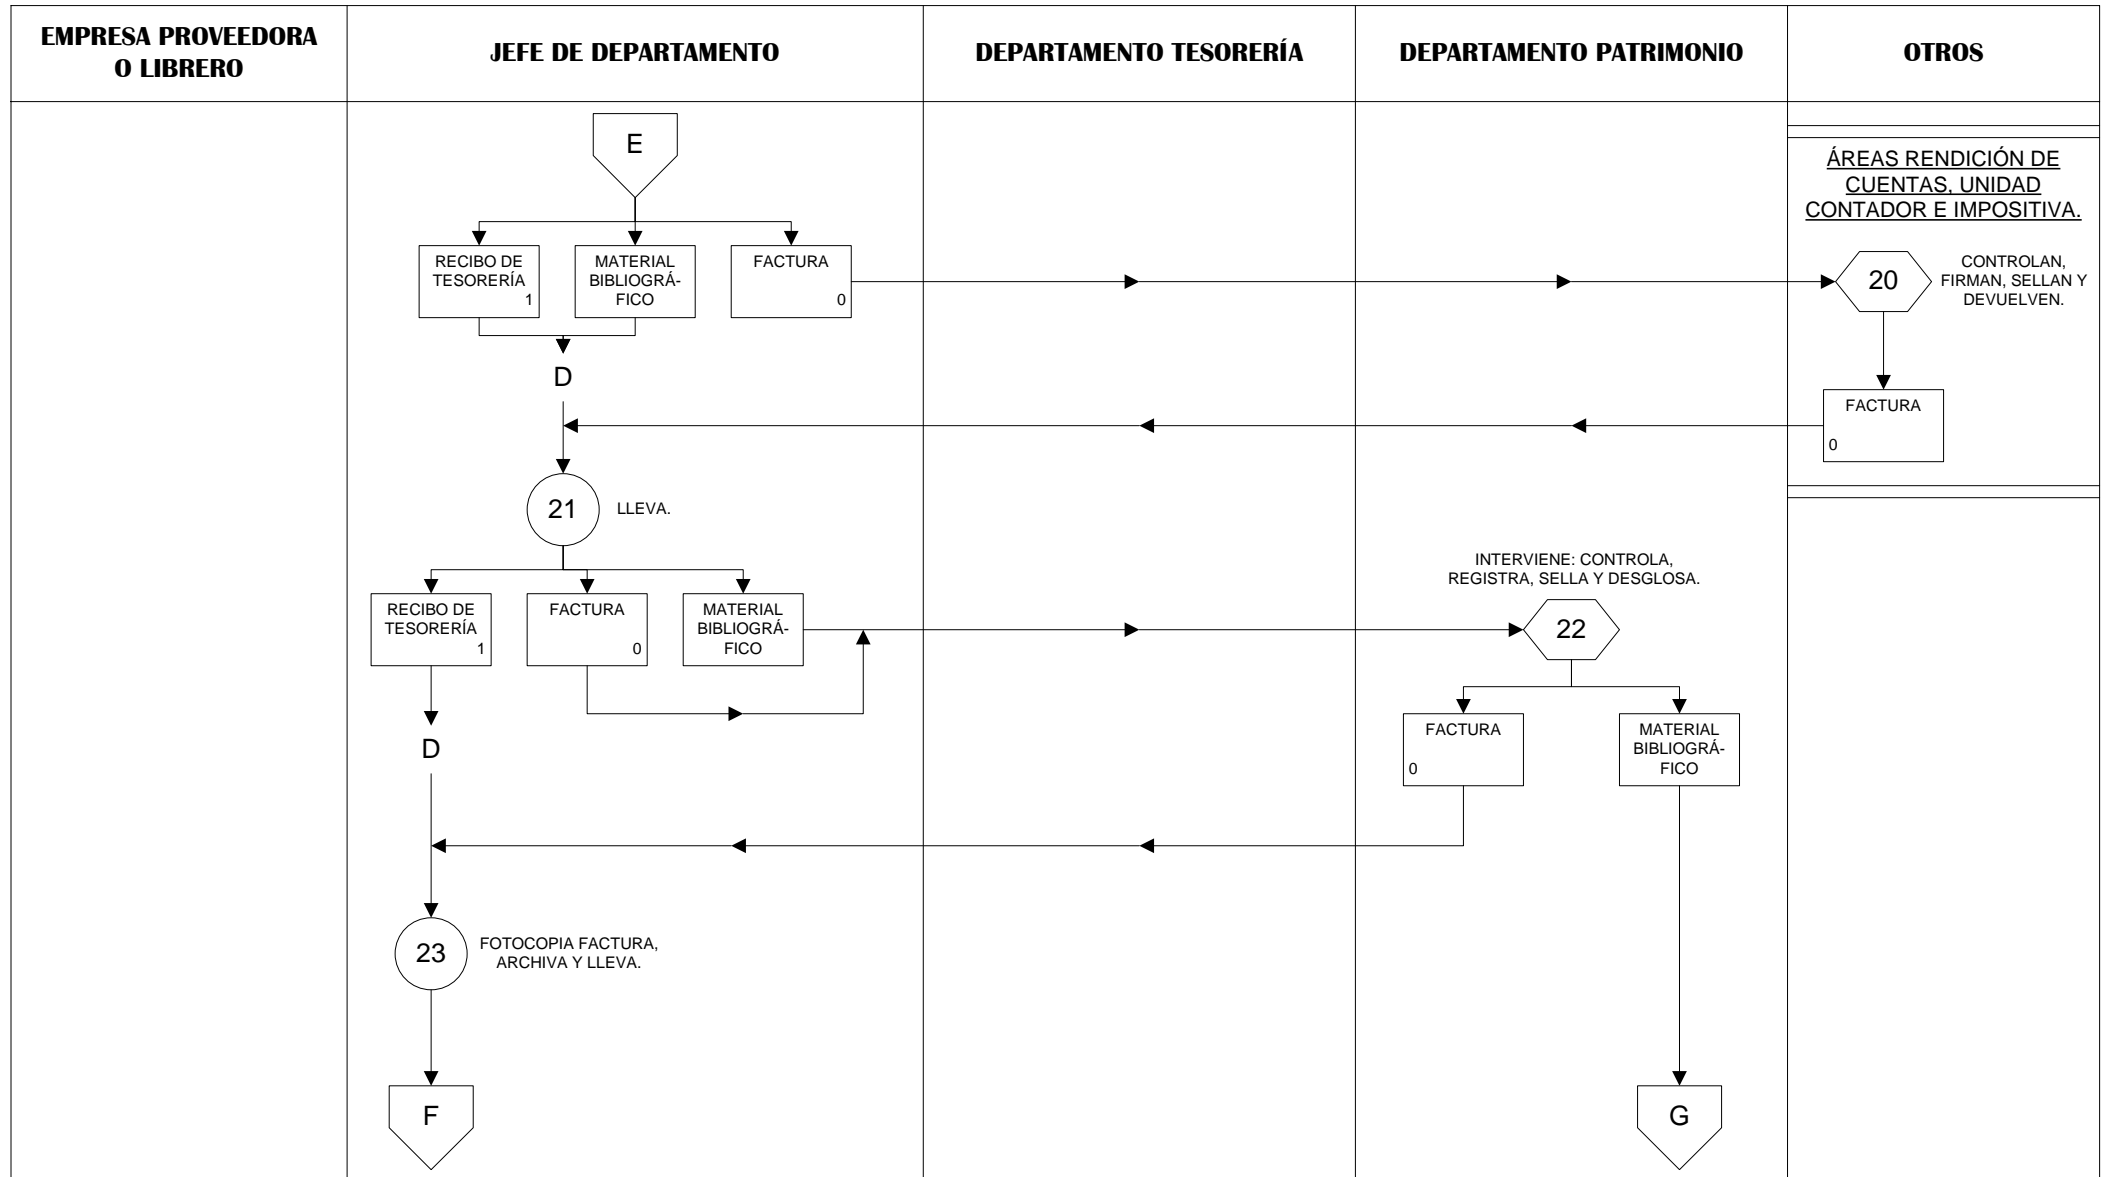 EMPRESA PROVEEDORA
O LIBRERO
JEFE DE DEPARTAMENTO
DEPARTAMENTO TESORERÍA
DEPARTAMENTO PATRIMONIO
OTROS
E
ÁREAS RENDICIÓN DE
CUENTAS, UNIDAD
CONTADOR E IMPOSITIVA.
RECIBO DE
TESORERÍA
1
MATERIAL
BIBLIOGRÁ-
FICO
FACTURA
0
20
CONTROLAN,
FIRMAN, SELLAN Y
DEVUELVEN.
D
FACTURA
0
21
LLEVA.
INTERVIENE: CONTROLA,
REGISTRA, SELLA Y DESGLOSA.
RECIBO DE
TESORERÍA
1
FACTURA
0
MATERIAL
BIBLIOGRÁ-
FICO
22
D
FACTURA
0
MATERIAL
BIBLIOGRÁ-
FICO
23
FOTOCOPIA FACTURA,
ARCHIVA Y LLEVA.
F
G